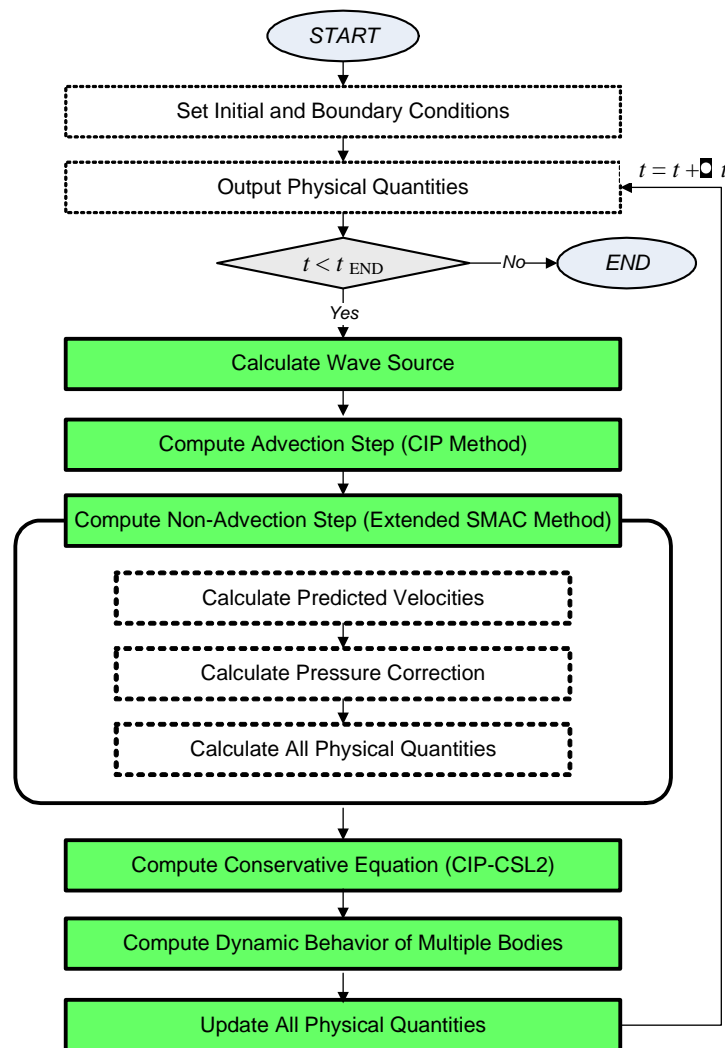 START
Set Initial and Boundary Conditions
t = t + t
Output Physical Quantities
t < t END
No
END
Yes
Calculate Wave Source
Compute Advection Step (CIP Method)
Compute Non-Advection Step (Extended SMAC Method)
Calculate Predicted Velocities
Calculate Pressure Correction
Calculate All Physical Quantities
Compute Conservative Equation (CIP-CSL2)
Compute Dynamic Behavior of Multiple Bodies
Update All Physical Quantities